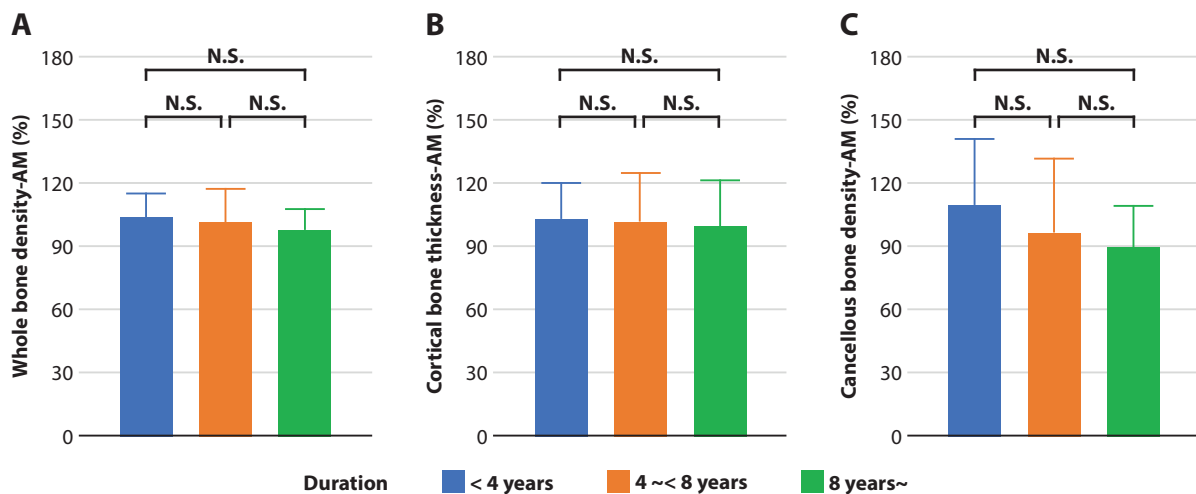 A
Whole bone density-AM (%)
180
150
120
90
60
30
0
N.S.
N.S.
N.S.
B
Cortical bone thickness-AM (%)
180
150
120
90
60
30
0
N.S.
N.S.
N.S.
C
Cancellous bone density-AM (%)
180
150
120
90
60
30
0
N.S.
N.S.
N.S.
Duration < 4 years 4 ~< 8 years 8 years~